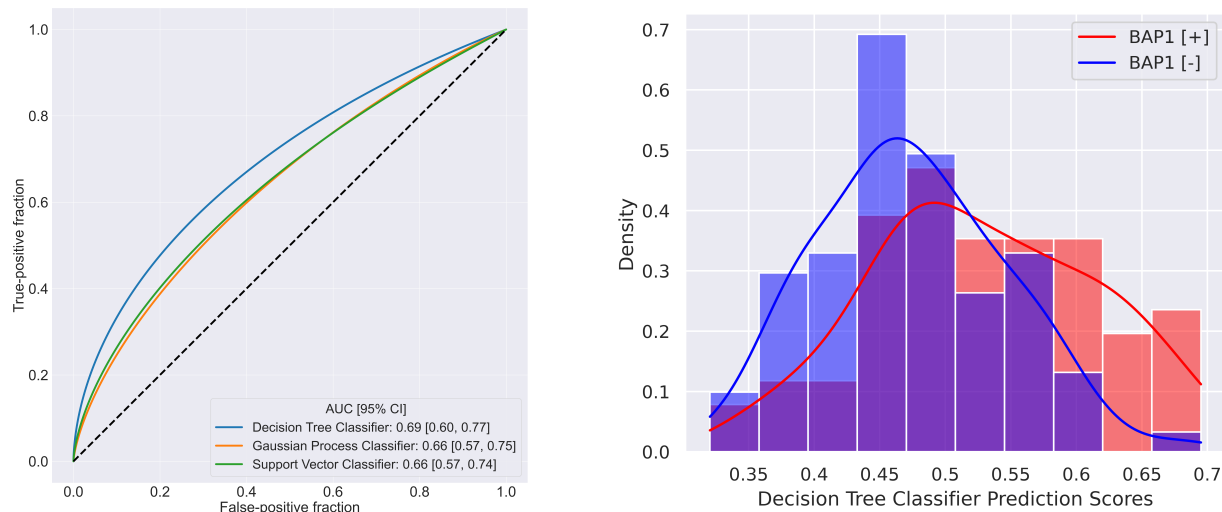 1.0
0.8
0.6
0.4
0.2
0.0
True-positive fraction
0.0 0.2 0.4 0.6 0.8 1.0
False-positive fraction
AUC [95% CI]
Decision Tree Classifier: 0.69 [0.60, 0.77]
Gaussian Process Classifier: 0.66 [0.57, 0.75]
Support Vector Classifier: 0.66 [0.57, 0.74]
0.7
0.6
0.5
0.4
0.3
0.2
0.1
0.0
Density
0.35 0.4 0.45 0.5 0.55 0.6 0.65 0.7
Decision Tree Classifier Prediction Scores
BAP1 [+]
BAP1 [-]